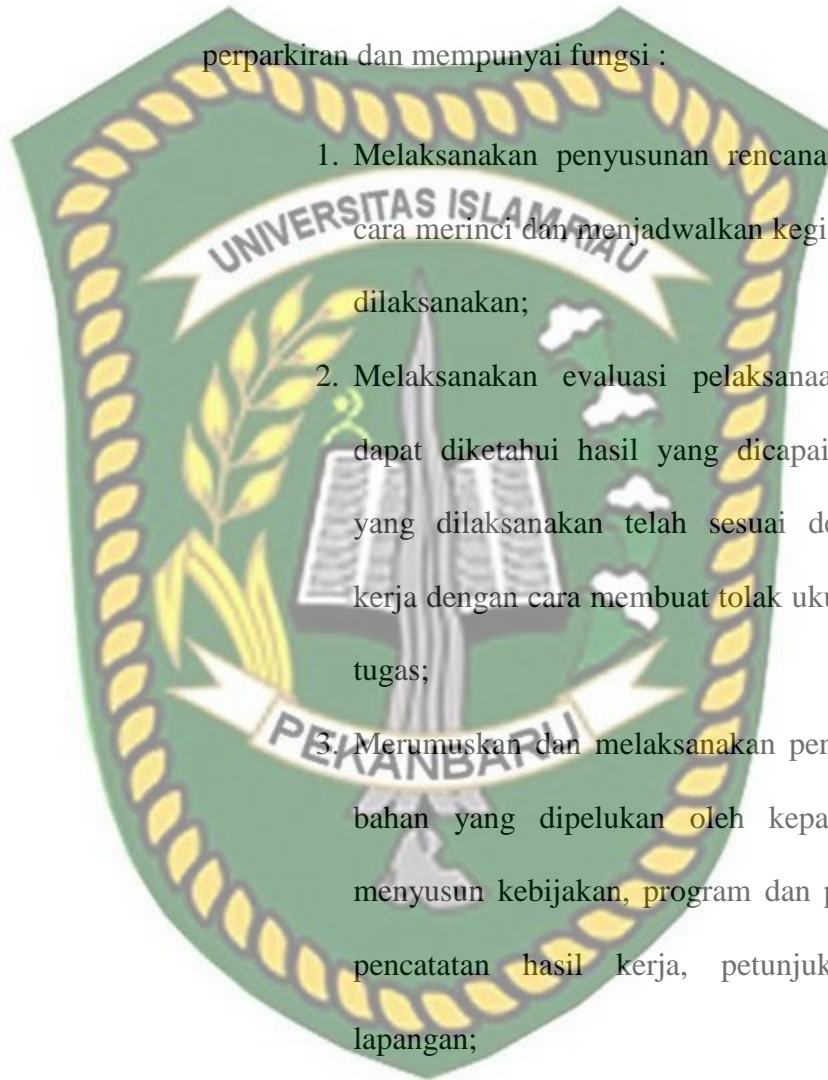 perparkiran dan mempunyai fungsi :
1. Melaksanakan penyusunan rencana
UNIVERSITAS ISLAM RIAU
cara merinci dan menjadwalkan kegi
dilaksanakan;
2. Melaksanakan evaluasi pelaksanaa
dapat diketahui hasil yang dicapai
yang dilaksanakan telah sesuai de
kerja dengan cara membuat tolak uku
tugas;
PEKANBARU
3. Merumuskan dan melaksanakan pen
bahan yang dipelukan oleh kepa
menyusun kebijakan, program dan p
pencatatan hasil kerja, petunjuk
lapangan;